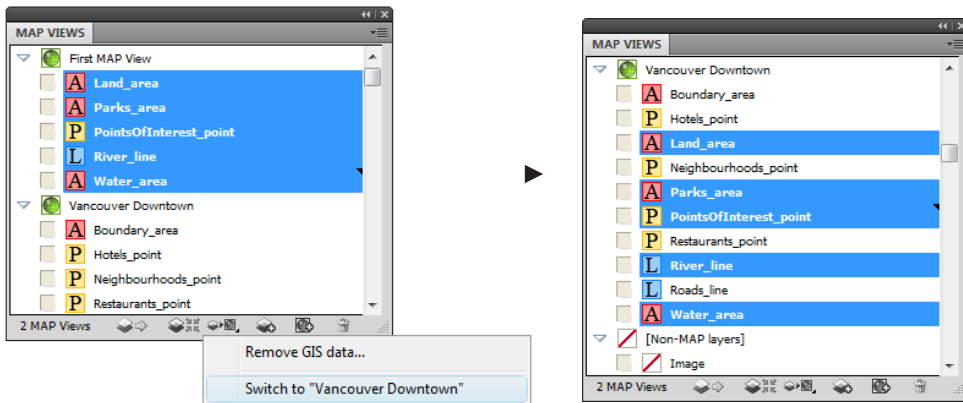 MAP VIEWS
First MAP View
A Land_area
A Parks_area
P PointsOfInterest_point
L River_line
A Water_area
Vancouver Downtown
A Boundary_area
P Hotels_point
P Neighbourhoods_point
P Restaurants_point
2 MAP Views
Remove GIS data...
Switch to "Vancouver Downtown"
MAP VIEWS
Vancouver Downtown
A Boundary_area
P Hotels_point
A Land_area
P Neighbourhoods_point
A Parks_area
P PointsOfInterest_point
P Restaurants_point
L River_line
L Roads_line
A Water_area
[Non-MAP layers]
Image
2 MAP Views